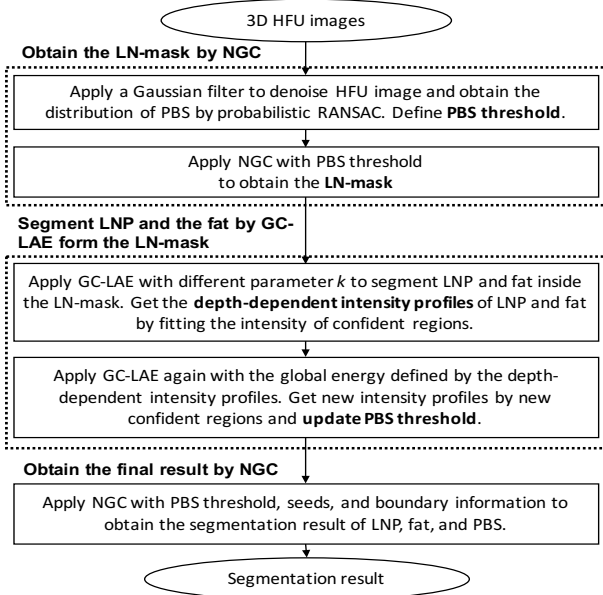 3D HFU images
Obtain the LN-mask by NGC
Apply a Gaussian filter to denoise HFU image and obtain the
distribution of PBS by probabilistic RANSAC. Define PBS threshold.
Apply NGC with PBS threshold
to obtain the LN-mask
Segment LNP and the fat by GC-
LAE form the LN-mask
Apply GC-LAE with different parameter k to segment LNP and fat inside
the LN-mask. Get the depth-dependent intensity profiles of LNP and fat
by fitting the intensity of confident regions.
Apply GC-LAE again with the global energy defined by the depth-
dependent intensity profiles. Get new intensity profiles by new
confident regions and update PBS threshold.
Obtain the final result by NGC
Apply NGC with PBS threshold, seeds, and boundary information to
obtain the segmentation result of LNP, fat, and PBS.
Segmentation result